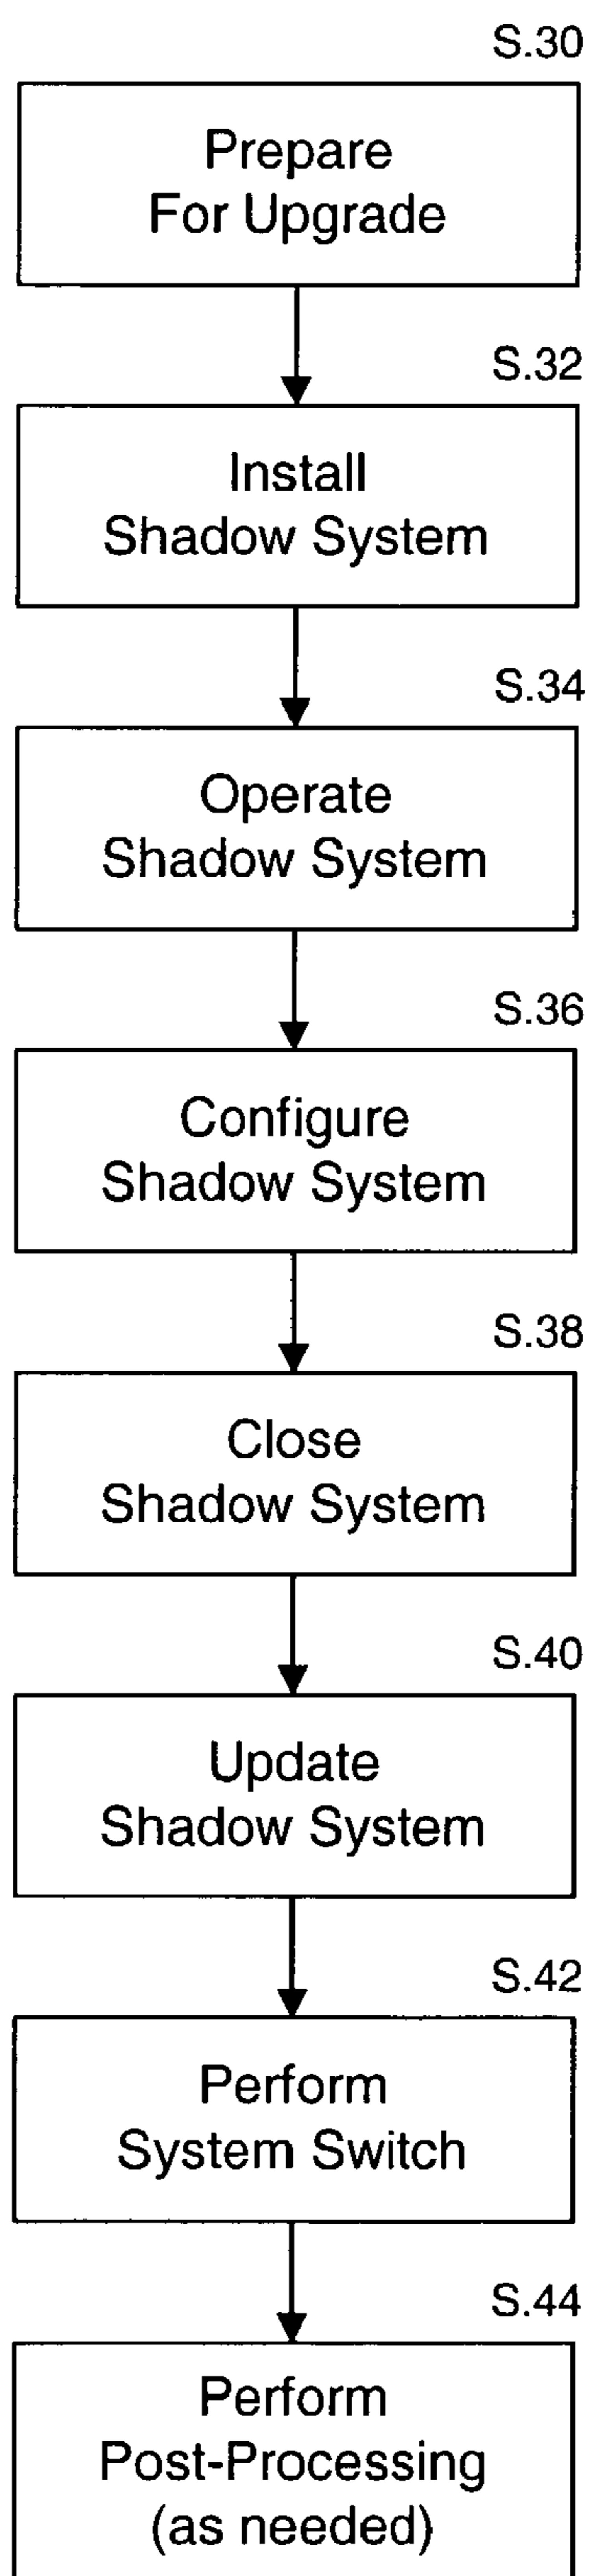 S.30
Prepare
For Upgrade
S.32
Install
Shadow System
S.34
Operate
Shadow System
S.36
Configure
Shadow System
S.38
Close
Shadow System
S.40
Update
Shadow System
S.42
Perform
System Switch
S.44
Perform
Post-Processing
(as needed)